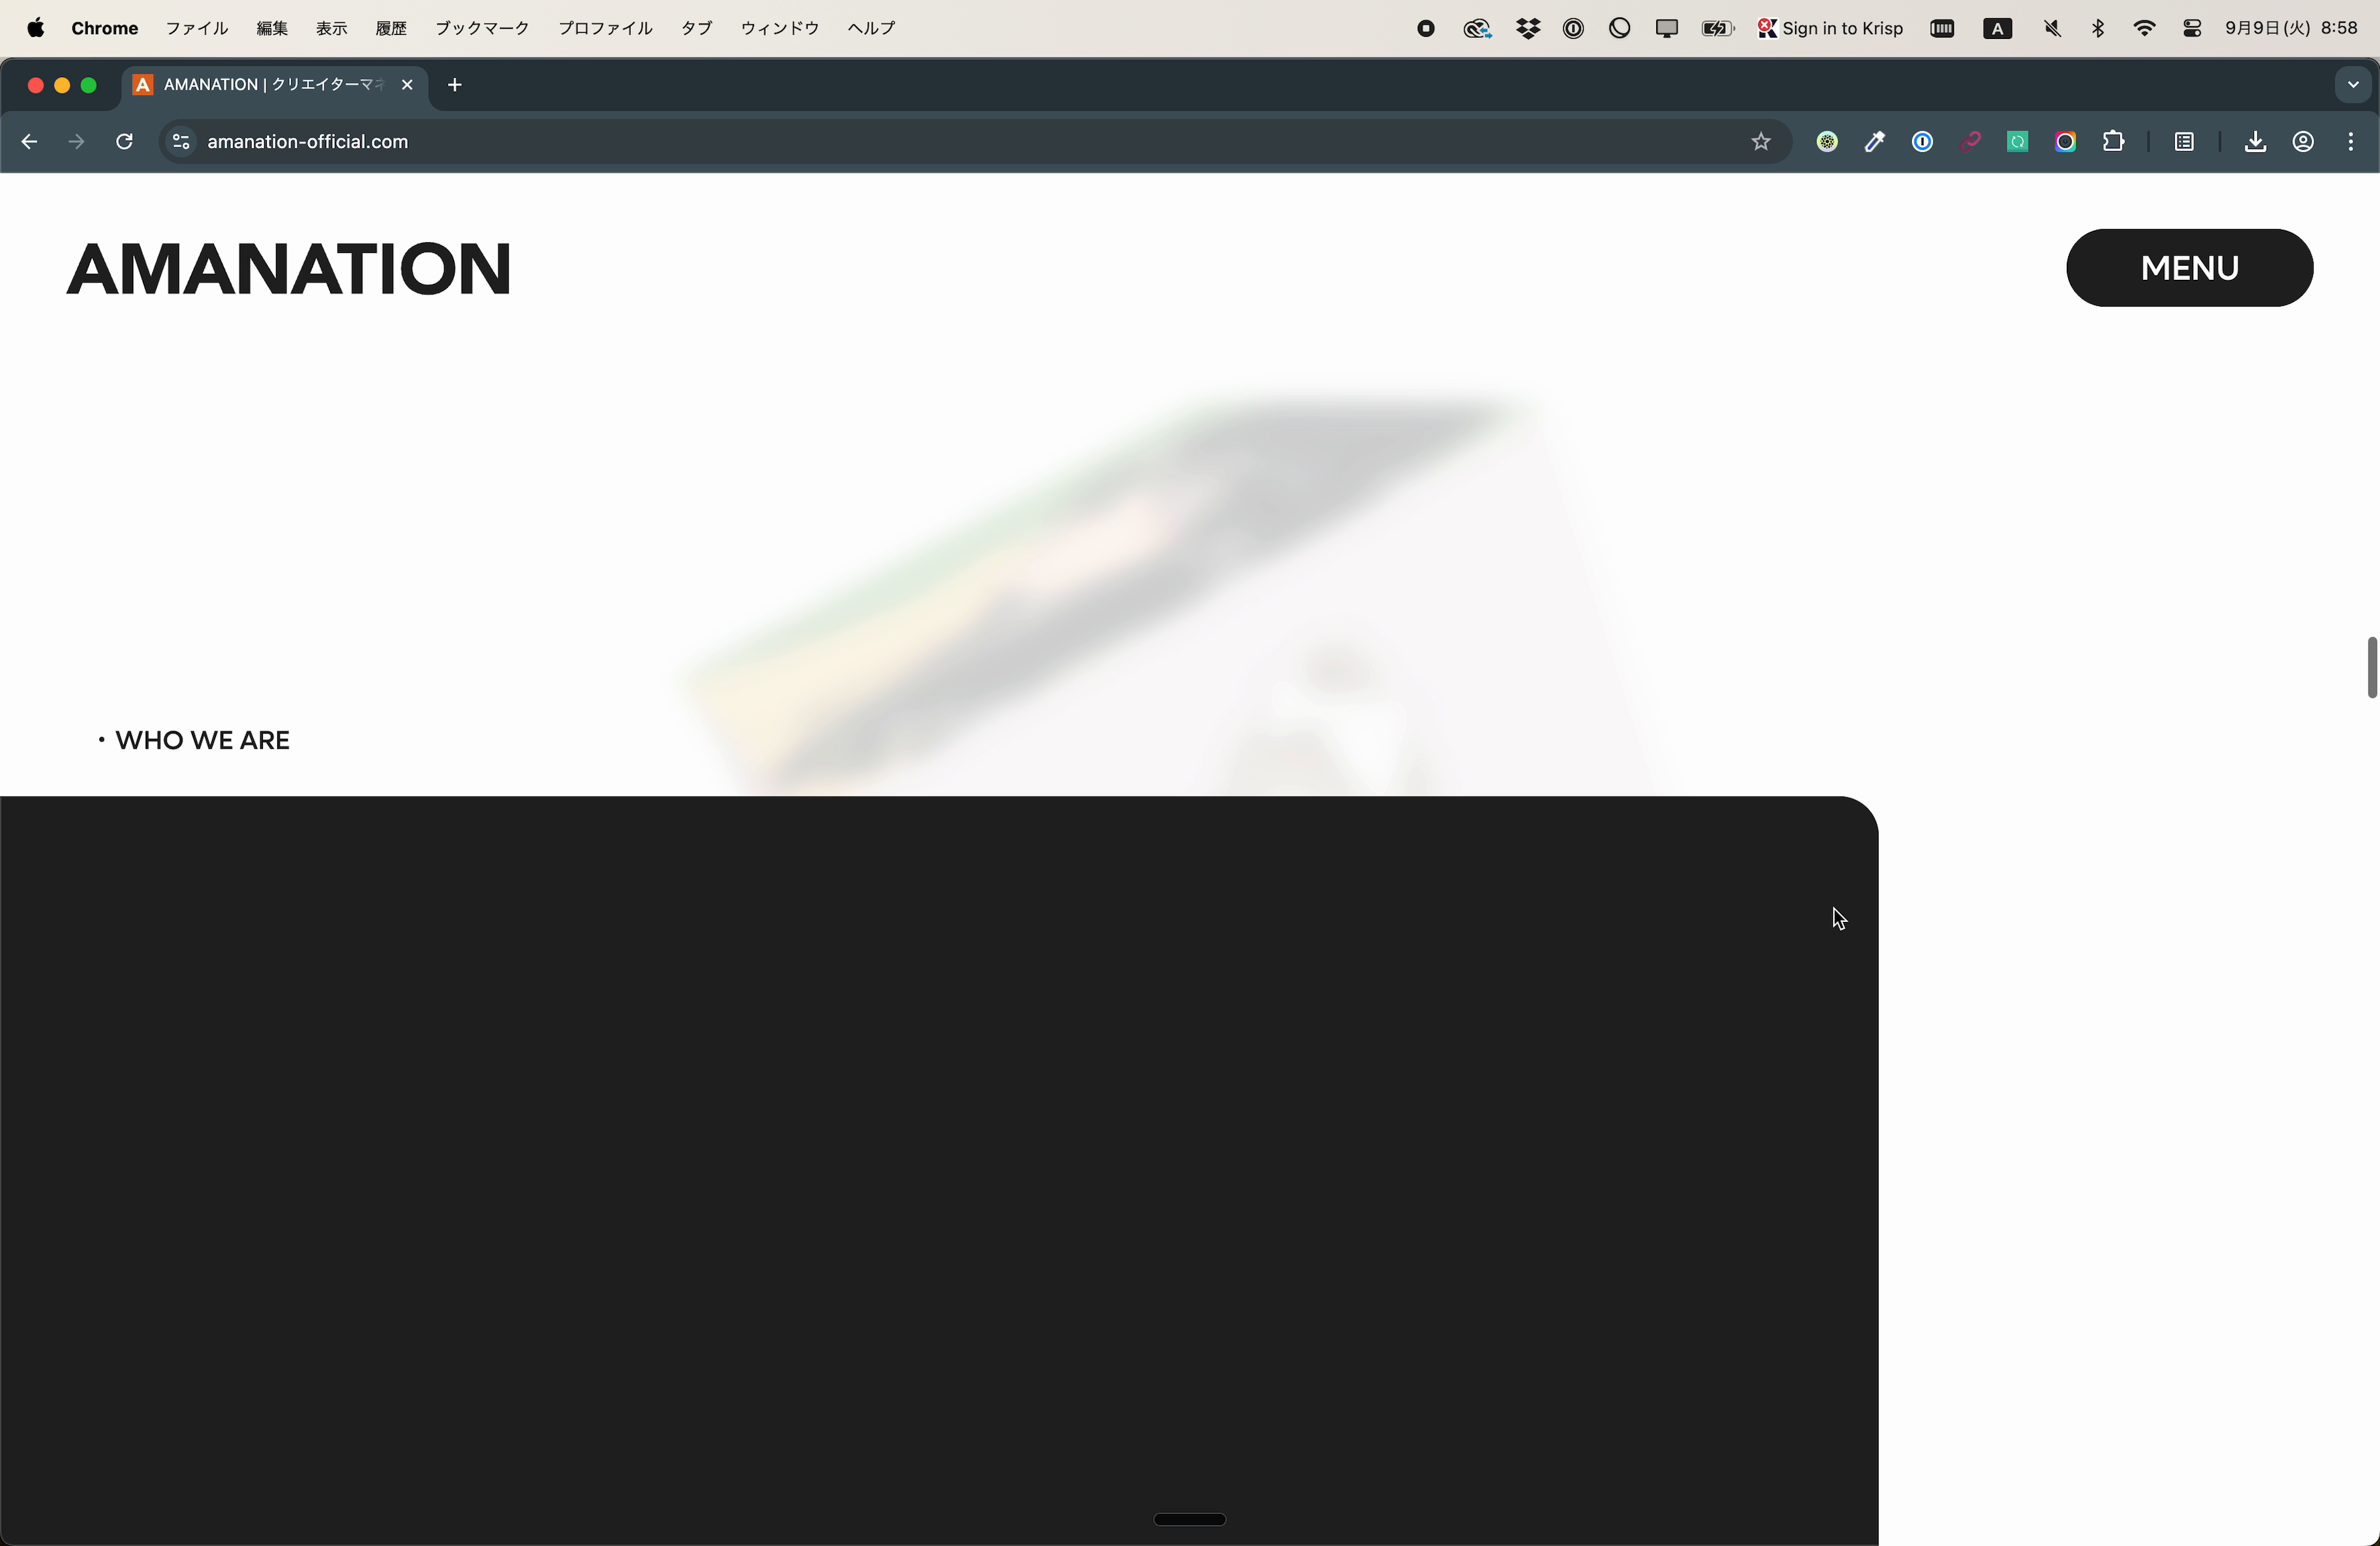 Chrome ファイル 編集 表示 履歴 ブックマーク プロファイル タブ ウィンドウ ヘルプ Sign in to Krisp A 9月9日(火) 8:58
A AMANATION | クリエイターマネ
amanation-official.com
AMANATION
MENU
・WHO WE ARE